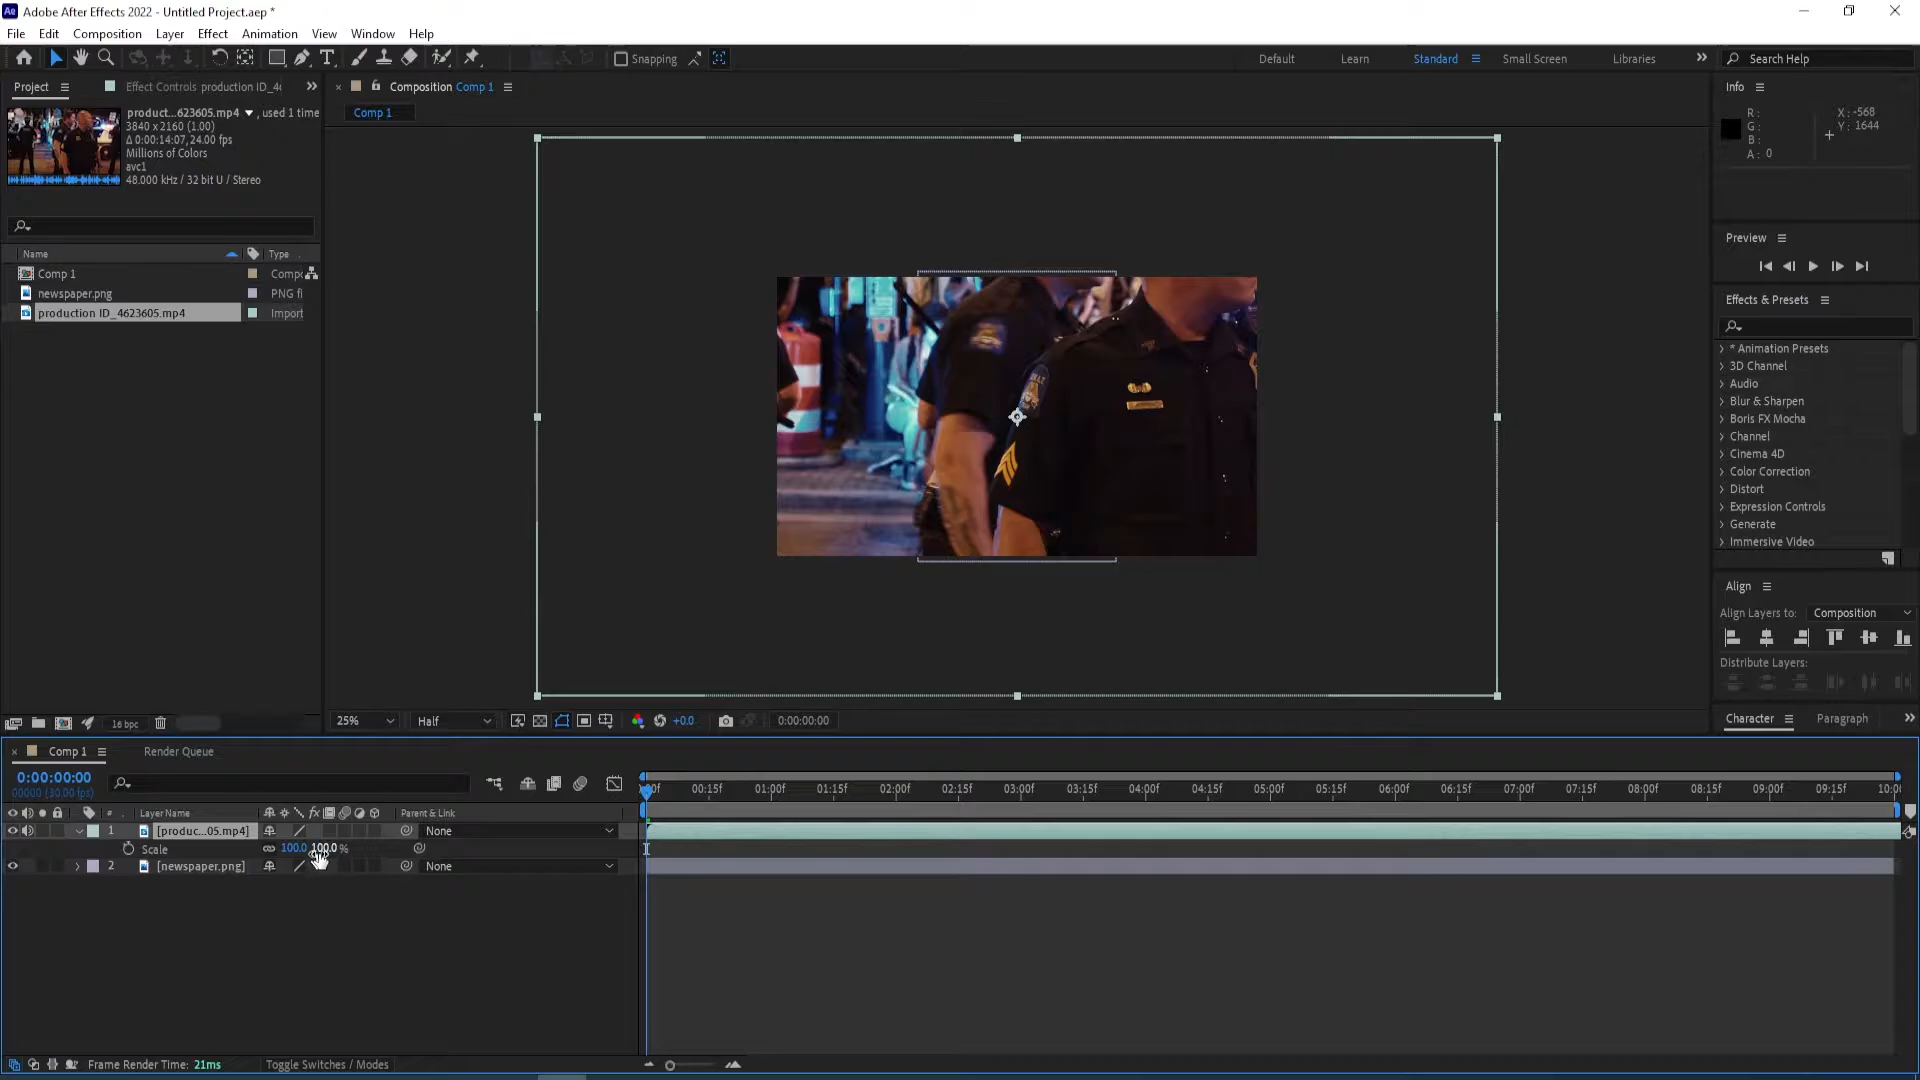 Ae Adobe After Effects 2022 - Untitled Project.aep *
File Edit Composition Layer Effect Animation View Window Help
Snapping
Default Learn Standard Small Screen Libraries Search Help
Project Effect Controls production ID_4(
product...623605.mp4 , used 1 time
3840 x 2160 (1.00)
Δ 0:00:14:07, 24.00 fps
Millions of Colors
avc1
48.000 kHz / 32 bit U / Stereo
Name Type
Comp 1 Compo
newspaper.png PNG fi
production ID_4623605.mp4 Import
16 bpc
Composition Comp 1
Comp 1
25% Half +0.0 0:00:00:00
Info
R: X: -568
G: Y: 1644
B:
A: 0
Preview
Effects & Presets
* Animation Presets
3D Channel
Audio
Blur & Sharpen
Boris FX Mocha
Channel
Cinema 4D
Color Correction
Distort
Expression Controls
Generate
Immersive Video
Align
Align Layers to: Composition
Distribute Layers:
Character Paragraph
Comp 1 Render Queue
0:00:00:00
00000 (30.00 fps)
00f 00:15f 01:00f 01:15f 02:00f 02:15f 03:00f 03:15f 04:00f 04:15f 05:00f 05:15f 06:00f 06:15f 07:00f 07:15f 08:00f 08:15f 09:00f 09:15f 10:00
# Layer Name fx Parent & Link
1 [produc...05.mp4] None
Scale 100.0, 100.0 %
2 [newspaper.png] None
Frame Render Time: 21ms Toggle Switches / Modes